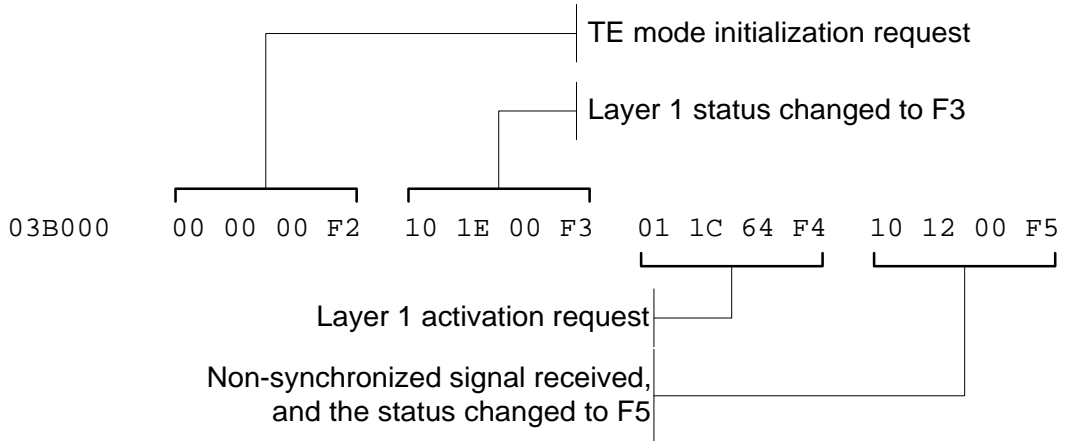 TE mode initialization request
Layer 1 status changed to F3
03B000 00 00 00 F2 10 1E 00 F3 01 1C 64 F4 10 12 00 F5
Layer 1 activation request
Non-synchronized signal received,
and the status changed to F5